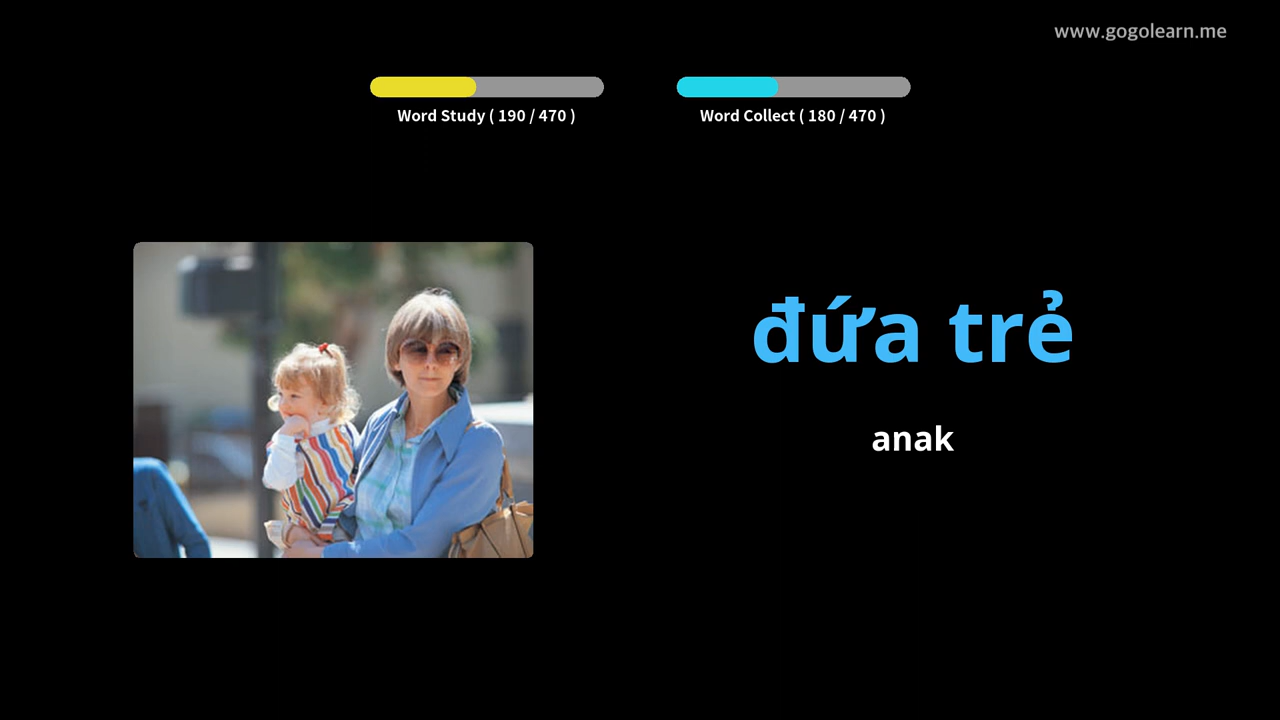 www.gogolearn.me
Word Study ( 190 / 470 )
Word Collect ( 180 / 470 )
đứa trẻ
anak